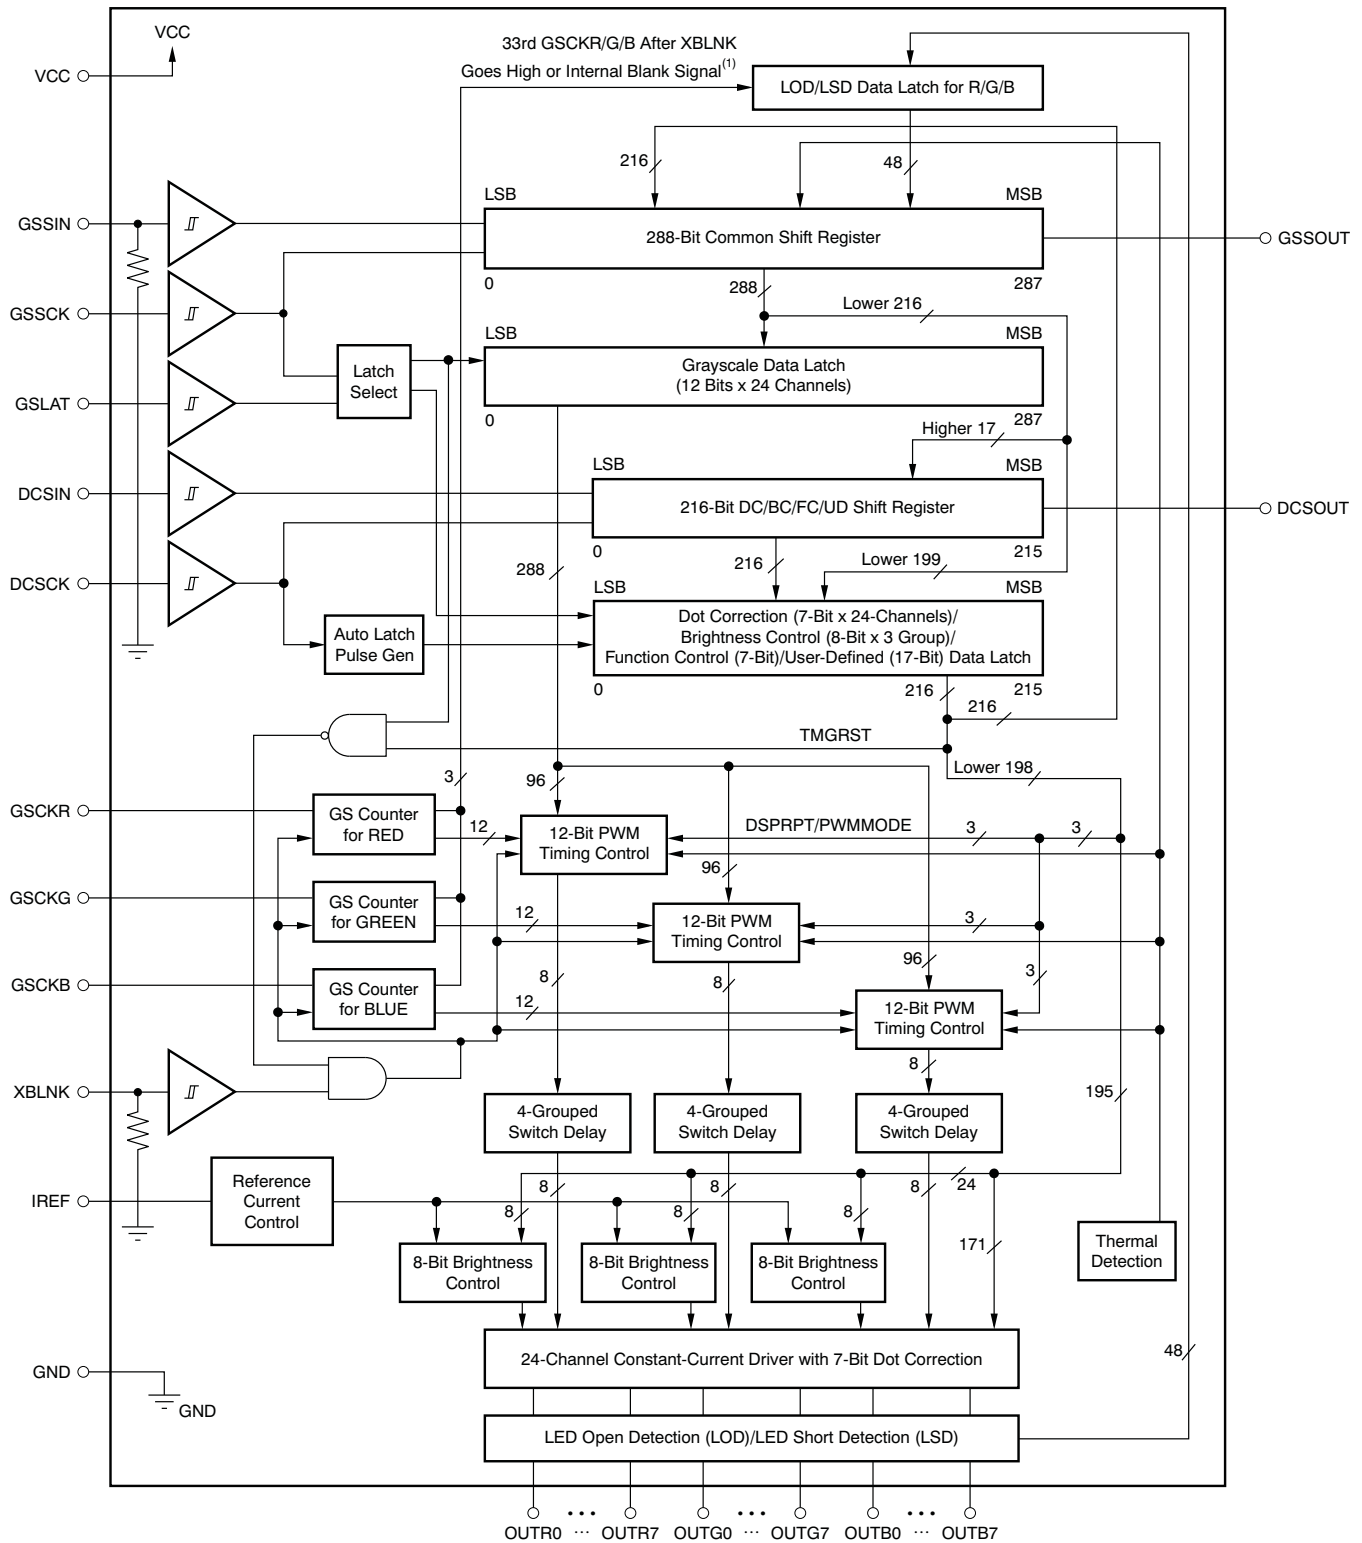 VCC
VCC
33rd GSCKR/G/B After XBLNK
Goes High or Internal Blank Signal(1)
LOD/LSD Data Latch for R/G/B
216
48
LSB
MSB
GSSIN
288-Bit Common Shift Register
GSSOUT
0
287
288
Lower 216
GSSCK
LSB
MSB
Latch
Select
Grayscale Data Latch
(12 Bits x 24 Channels)
GSLAT
0
287
Higher 17
LSB
MSB
DCSIN
216-Bit DC/BC/FC/UD Shift Register
DCSOUT
0
215
288
216
Lower 199
DCSCK
LSB
MSB
Auto Latch
Pulse Gen
Dot Correction (7-Bit x 24-Channels)/
Brightness Control (8-Bit x 3 Group)/
Function Control (7-Bit)/User-Defined (17-Bit) Data Latch
0
216
215
216
TMGRST
3
96
Lower 198
GSCKR
GS Counter
for RED
12
12-Bit PWM
Timing Control
DSPRPT/PWMMODE
3
3
96
GSCKG
GS Counter
for GREEN
12
12-Bit PWM
Timing Control
3
96
3
8
8
GSCKB
GS Counter
for BLUE
12
12-Bit PWM
Timing Control
8
XBLNK
195
4-Grouped
Switch Delay
4-Grouped
Switch Delay
4-Grouped
Switch Delay
IREF
Reference
Current
Control
8
8
8
24
8
8
8
171
8-Bit Brightness
Control
8-Bit Brightness
Control
8-Bit Brightness
Control
Thermal
Detection
24-Channel Constant-Current Driver with 7-Bit Dot Correction
48
GND
GND
LED Open Detection (LOD)/LED Short Detection (LSD)
OUTR0 ... OUTR7 OUTG0 ... OUTG7 OUTB0 ... OUTB7